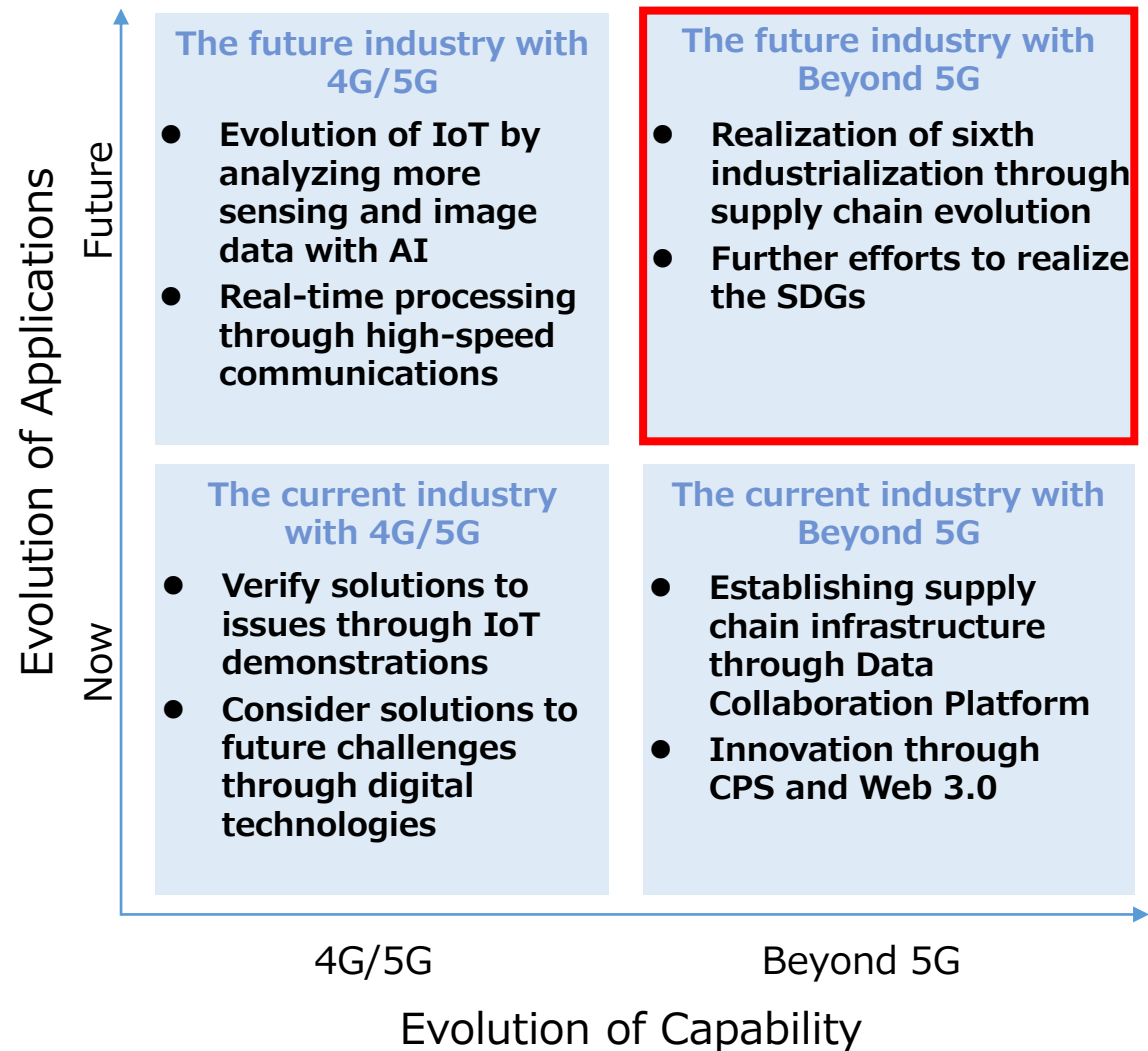 Evolution of Applications
Future
Now
The future industry with
4G/5G
● Evolution of IoT by
analyzing more
sensing and image
data with AI
● Real-time processing
through high-speed
communications
The future industry with
Beyond 5G
● Realization of sixth
industrialization through
supply chain evolution
● Further efforts to realize
the SDGs
The current industry
with 4G/5G
● Verify solutions to
issues through IoT
demonstrations
● Consider solutions to
future challenges
through digital
technologies
The current industry with
Beyond 5G
● Establishing supply
chain infrastructure
through Data
Collaboration Platform
● Innovation through
CPS and Web 3.0
4G/5G
Beyond 5G
Evolution of Capability